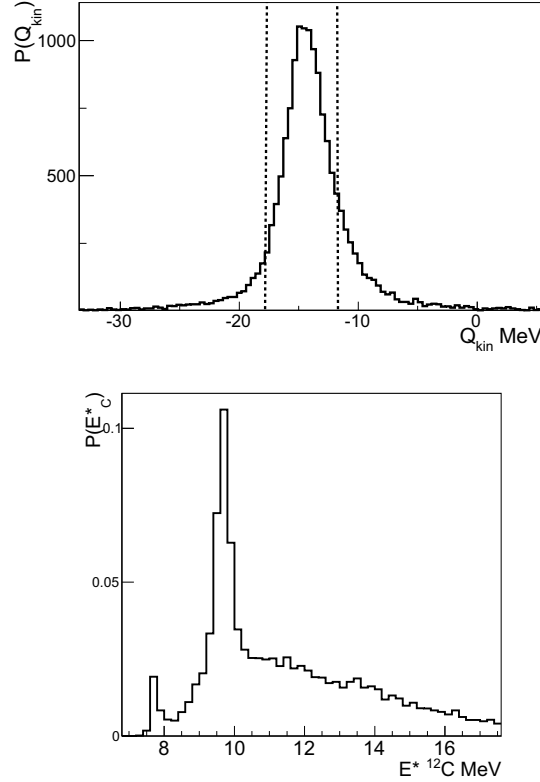 P(Q_kin)
1000
500
-30 -20 -10 0
Q_kin MeV
P(E*_C)
0.1
0.05
0
8 10 12 14 16
E* ¹²C MeV